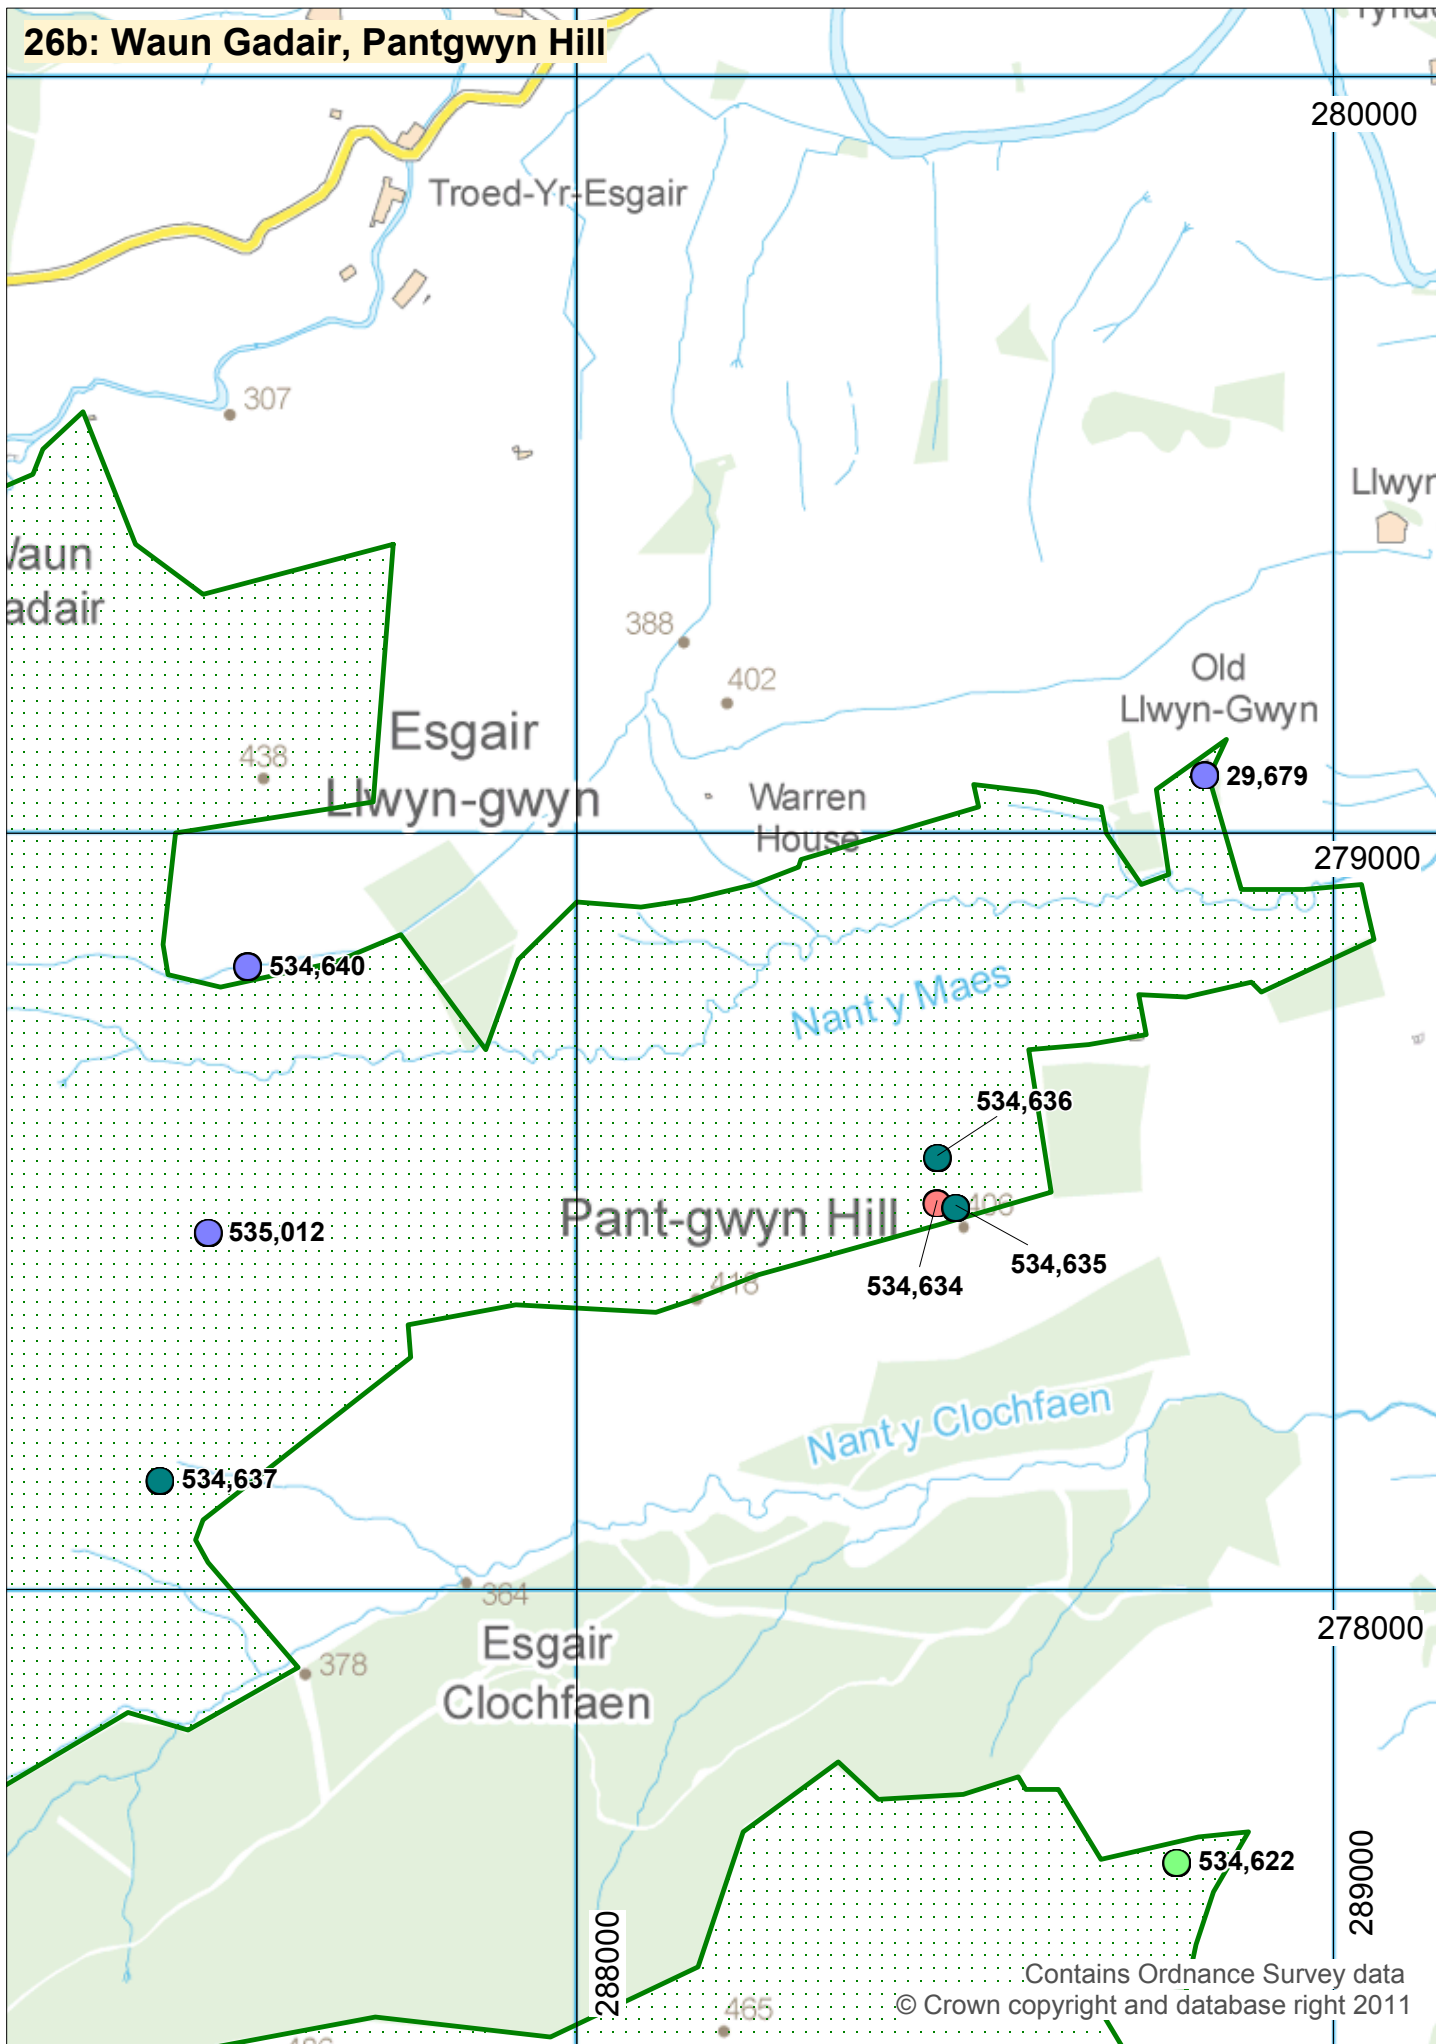 26b: Waun Gadair, Pantgwyn Hill
280000
Troed-Yr-Esgair
307
Llwyr
adair
388
402
Old
Llwyn-Gwyn
Esgair
Llwyn-gwyn
438
29,679
Warren
House
279000
534,640
Nant y Maes
534,636
Pant-gwyn Hill
406
535,012
534,635
534,634
418
Nant y Clochfaen
534,637
364
278000
Esgair
Clochfaen
378
534,622
288000
289000
Contains Ordnance Survey data
© Crown copyright and database right 2011
465